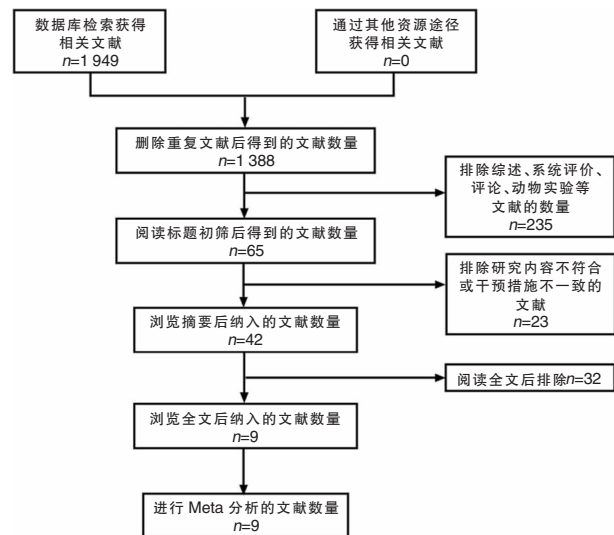 数据库检索获得
相关文献
n=1 949
通过其他资源途径
获得相关文献
n=0
删除重复文献后得到的文献数量
n=1 388
排除综述、系统评价、
评论、动物实验等
文献的数量
n=235
阅读标题初筛后得到的文献数量
n=65
排除研究内容不符合
或干预措施不一致的
文献
n=23
浏览摘要后纳入的文献数量
n=42
阅读全文后排除n=32
浏览全文后纳入的文献数量
n=9
进行 Meta 分析的文献数量
n=9